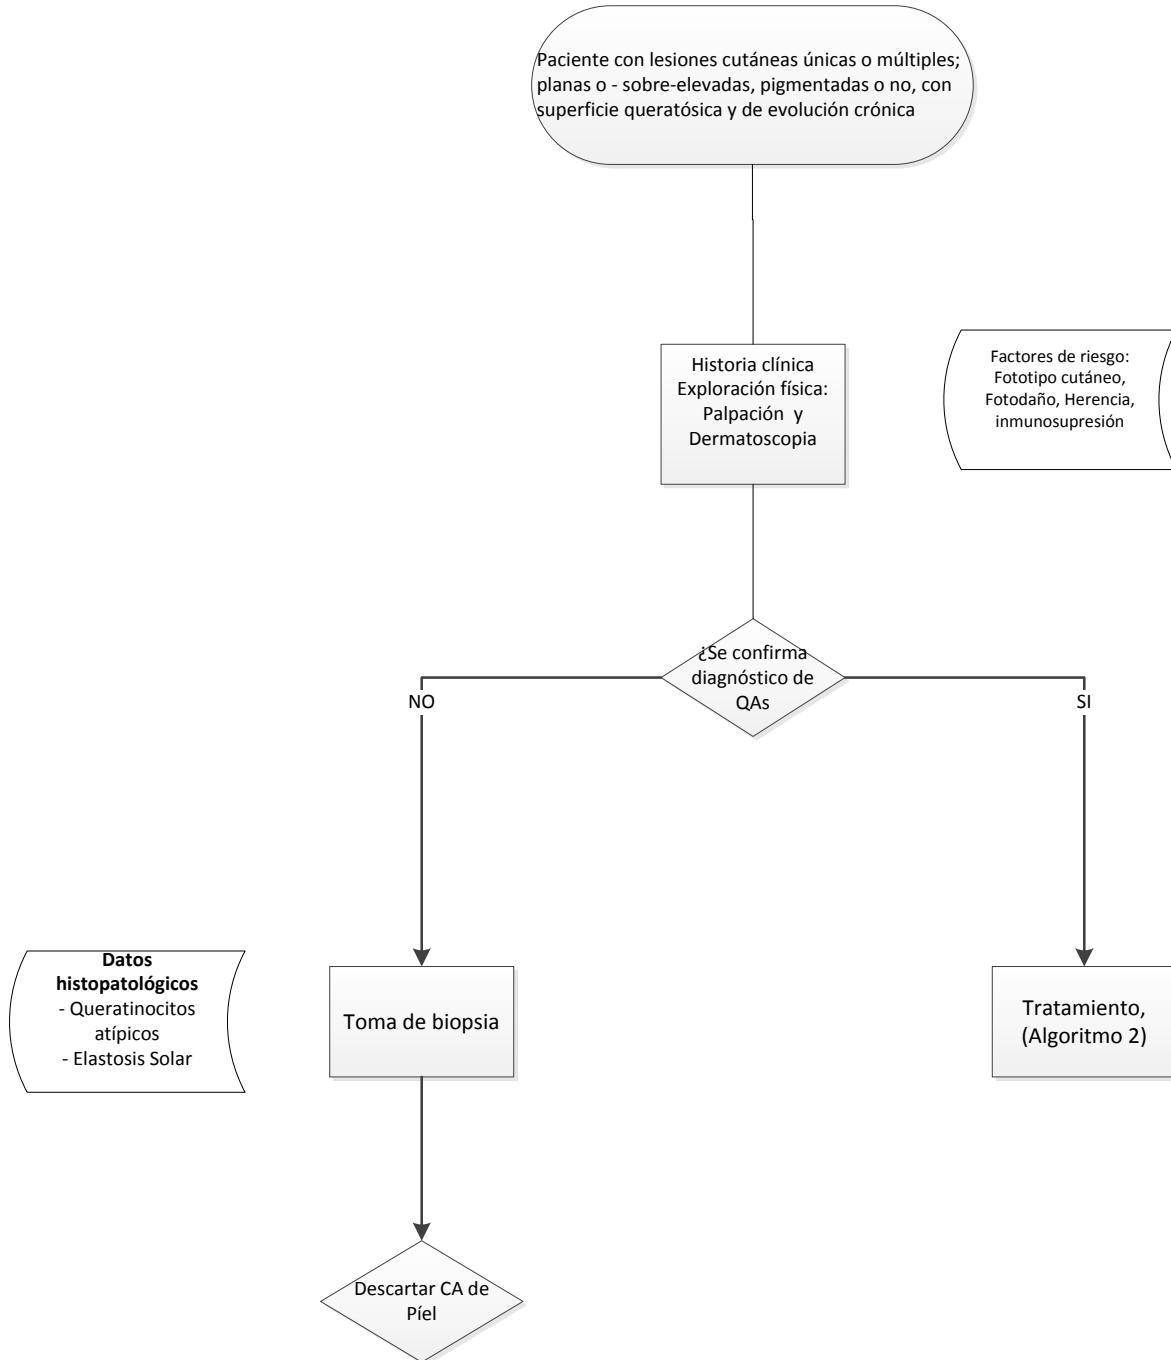 Paciente con lesiones cutáneas únicas o múltiples;
planas o - sobre-elevadas, pigmentadas o no, con
superficie queratósica y de evolución crónica
Historia clínica
Exploración física:
Palpación y
Dermatoscopia
Factores de riesgo:
Fototipo cutáneo,
Fotodaño, Herencia,
inmunosupresión
¿Se confirma
diagnóstico de
QAs
NO
SI
Datos
histopatológicos
- Queratinocitos
atípicos
- Elastosis Solar
Toma de biopsia
Tratamiento,
(Algoritmo 2)
Descartar CA de
Píel